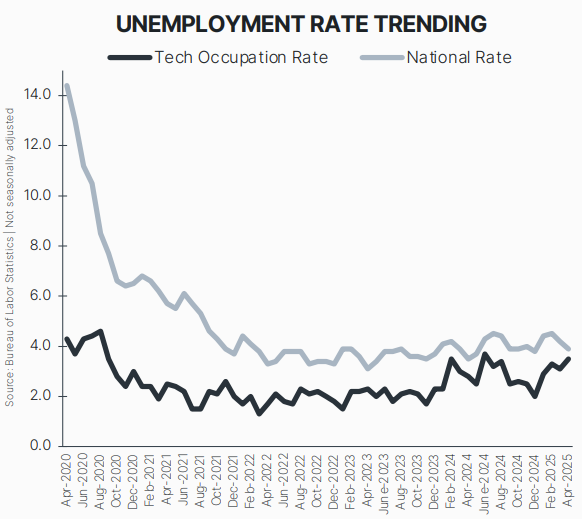 UNEMPLOYMENT RATE TRENDING
Tech Occupation Rate
National Rate
Source: Bureau of Labor Statistics | Not seasonally adjusted
14.0
12.0
10.0
8.0
6.0
4.0
2.0
0.0
Apr-2020
Jun-2020
Aug-2020
Oct-2020
Dec-2020
Feb-2021
Apr-2021
Jun-2021
Aug-2021
Oct-2021
Dec-2021
Feb-2022
Apr-2022
Jun-2022
Aug-2022
Oct-2022
Dec-2022
Feb-2023
Apr-2023
June-2023
Aug-2023
Oct-2023
Dec-2023
Feb-2024
Apr-2024
June-2024
Aug-2024
Oct-2024
Dec-2024
Feb-2025
Apr-2025